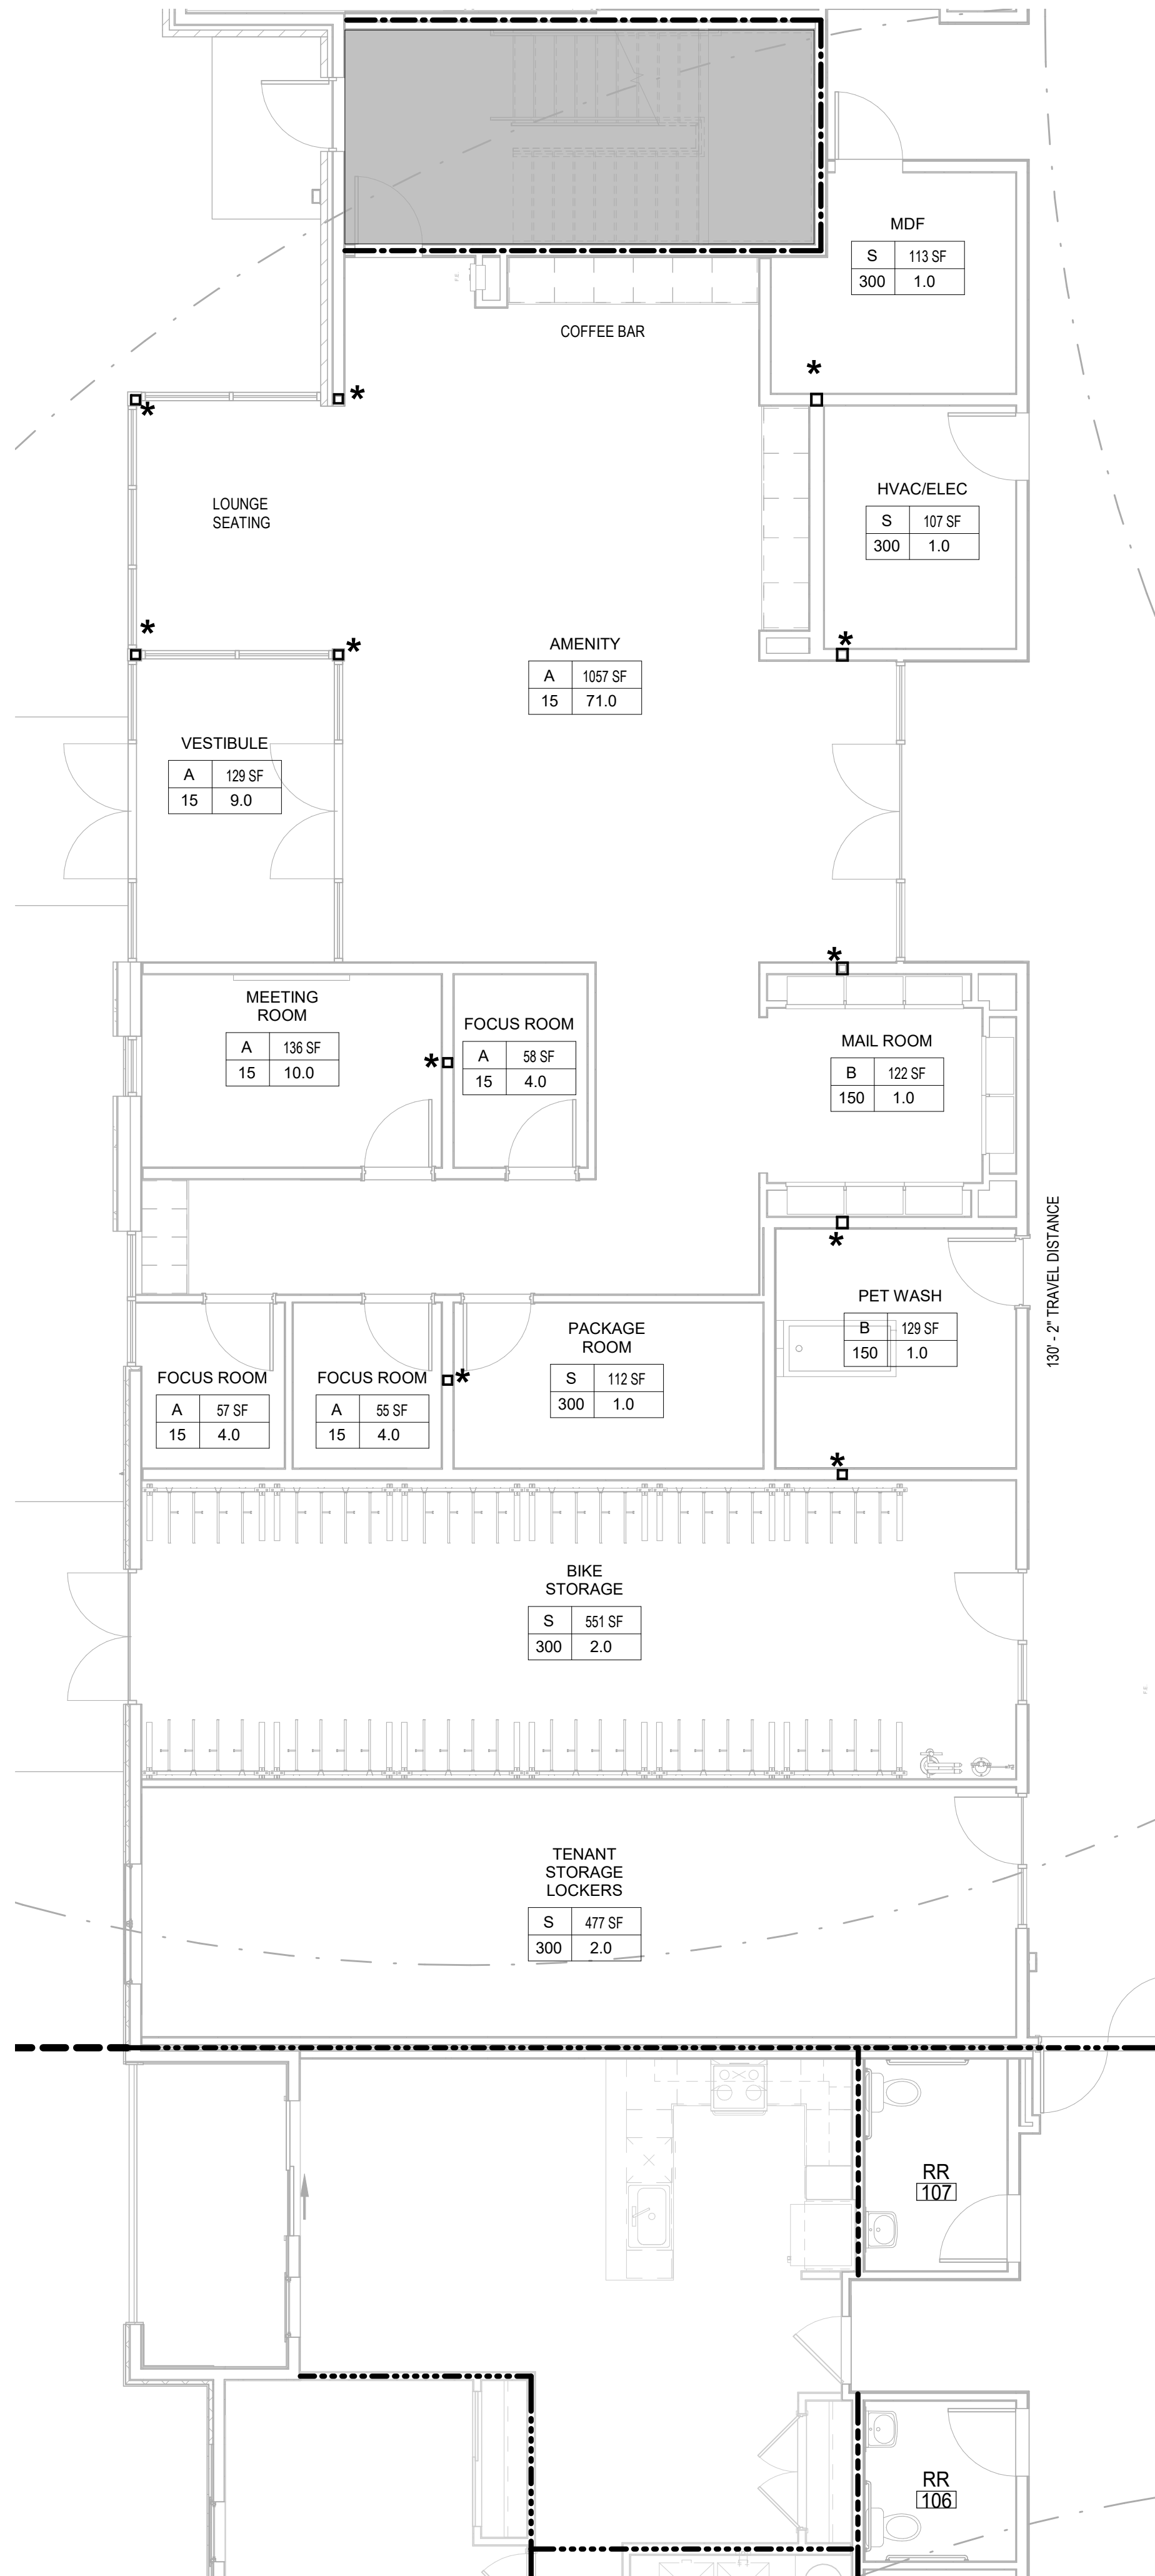 MDF
S 113 SF
300 1.0
F.E.
COFFEE BAR
*
*
*
LOUNGE
SEATING
HVAC/ELEC
S 107 SF
300 1.0
*
*
*
AMENITY
A 1057 SF
15 71.0
VESTIBULE
A 129 SF
15 9.0
*
MEETING
ROOM
A 136 SF
15 10.0
*
FOCUS ROOM
A 58 SF
15 4.0
MAIL ROOM
B 122 SF
150 1.0
130' - 2" TRAVEL DISTANCE
*
PET WASH
B 129 SF
150 1.0
PACKAGE
ROOM
S 112 SF
300 1.0
*
FOCUS ROOM
A 57 SF
15 4.0
FOCUS ROOM
A 55 SF
15 4.0
*
BIKE
STORAGE
S 551 SF
300 2.0
TENANT
STORAGE
LOCKERS
S 477 SF
300 2.0
RR
107
RR
106